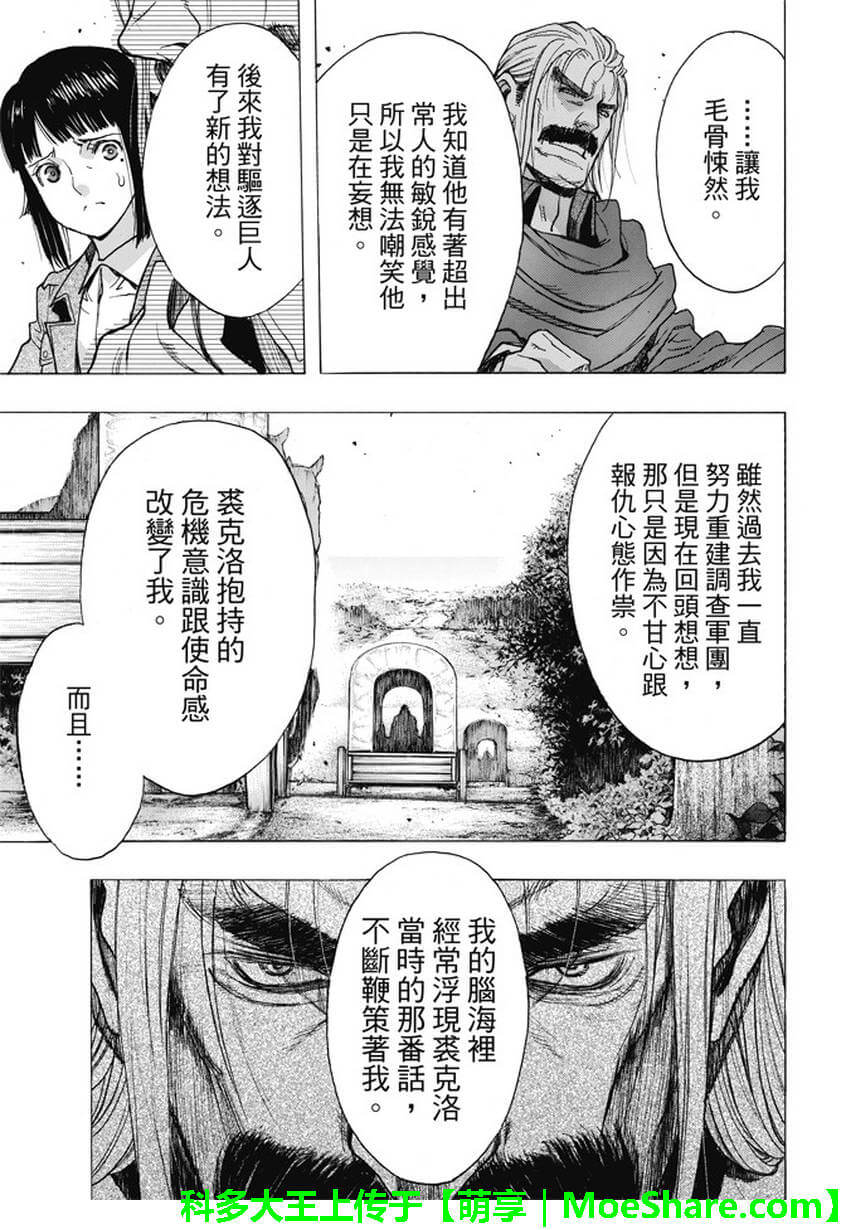 ……讓我
毛骨悚然。
我知道他有著超出
常人的敏銳感覺，
所以我無法嘲笑他
只是在妄想。
後來我對驅逐巨人
有了新的想法。
雖然過去我一直
努力重建調查軍團，
但是現在回頭想想，
那只是因為不甘心跟
報仇心態作祟。
裘克洛抱持的
危機意識跟使命感
改變了我。
而且……
我的腦海裡
經常浮現裘克洛
當時的那番話，
不斷鞭策著我。
科多大王上传于【萌享｜MoeShare.com】